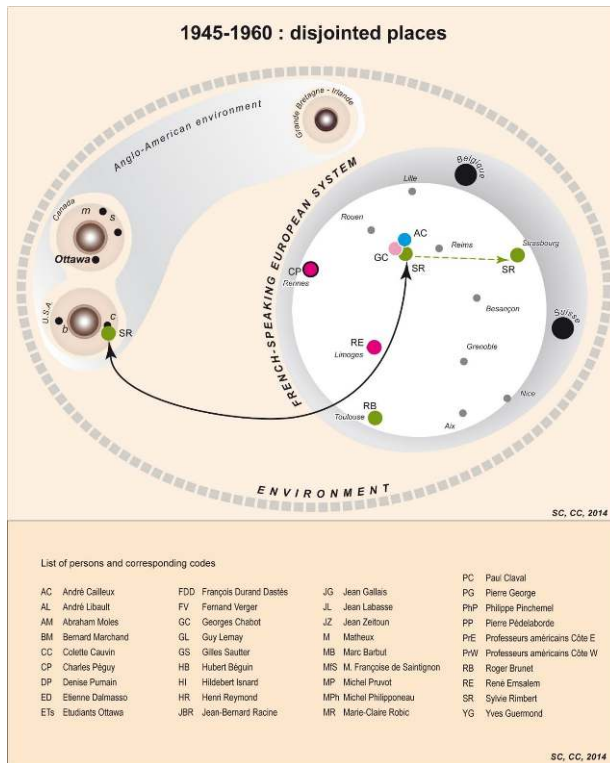 1945-1960 : disjointed places
Anglo-American environment
Grande Bretagne - Irlande
Canada
m
s
Ottawa
U.S.A.
b
c
SR
FRENCH-SPEAKING EUROPEAN SYSTEM
Belgique
Lille
Rouen
AC
Reims
Strasbourg
GC
SR
SR
CP
Rennes
Besançon
Suisse
RE
Limoges
Grenoble
RB
Toulouse
Nice
Aix
ENVIRONMENT
SC, CC, 2014
List of persons and corresponding codes
AC André Cailleux
AL André Libault
AM Abraham Moles
BM Bernard Marchand
CC Colette Cauvin
CP Charles Péguy
DP Denise Pumain
ED Etienne Dalmasso
ETs Etudiants Ottawa
FDD François Durand Dastès
FV Fernand Verger
GC Georges Chabot
GL Guy Lemay
GS Gilles Sautter
HB Hubert Béguin
HI Hildebert Isnard
HR Henri Reymond
JBR Jean-Bernard Racine
JG Jean Gallais
JL Jean Labasse
JZ Jean Zeitoun
M Matheux
MB Marc Barbut
MfS M. Françoise de Saintignon
MP Michel Pruvot
MPh Michel Philipponeau
MR Marie-Claire Robic
PC Paul Claval
PG Pierre George
PhP Philippe Pinchemel
PP Pierre Pédelaborde
PrE Professeurs américains Côte E
PrW Professeurs américains Côte W
RB Roger Brunet
RE René Emsalem
SR Sylvie Rimbert
YG Yves Guermond
SC, CC, 2014